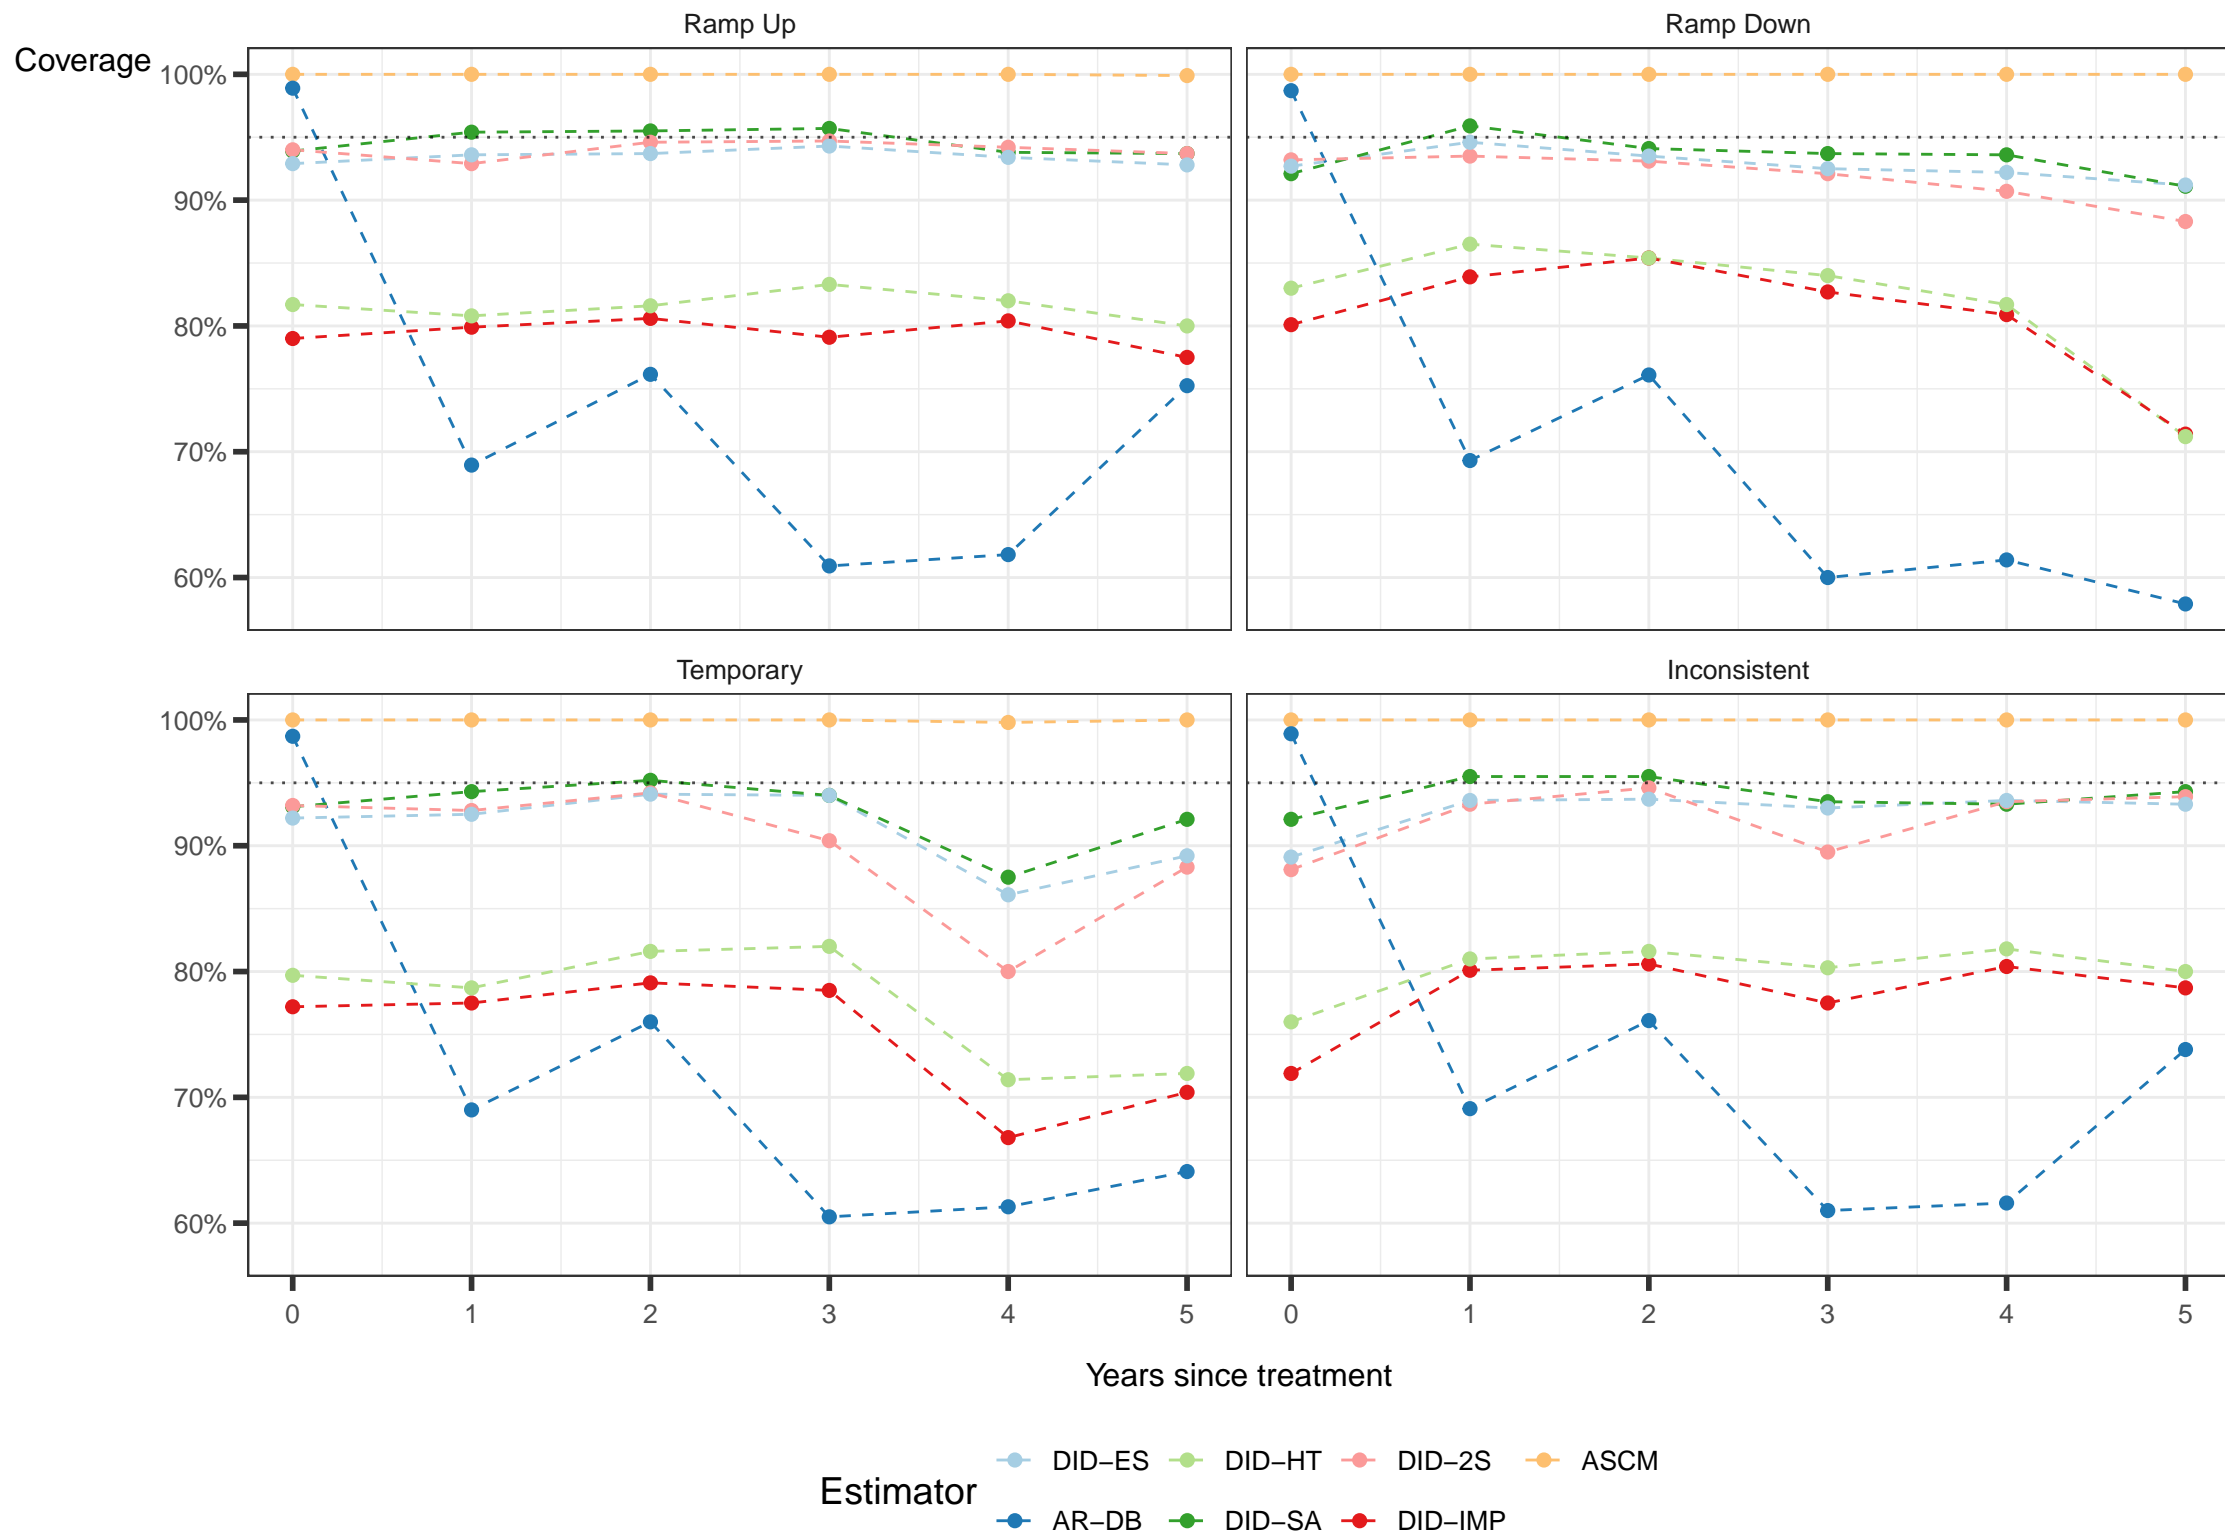 Ramp Up
Ramp Down
Coverage
100%
90%
80%
70%
60%
Temporary
Inconsistent
100%
90%
80%
70%
60%
0 1 2 3 4 5 0 1 2 3 4 5
Years since treatment
Estimator
DID−ES DID−HT DID−2S ASCM
AR−DB DID−SA DID−IMP